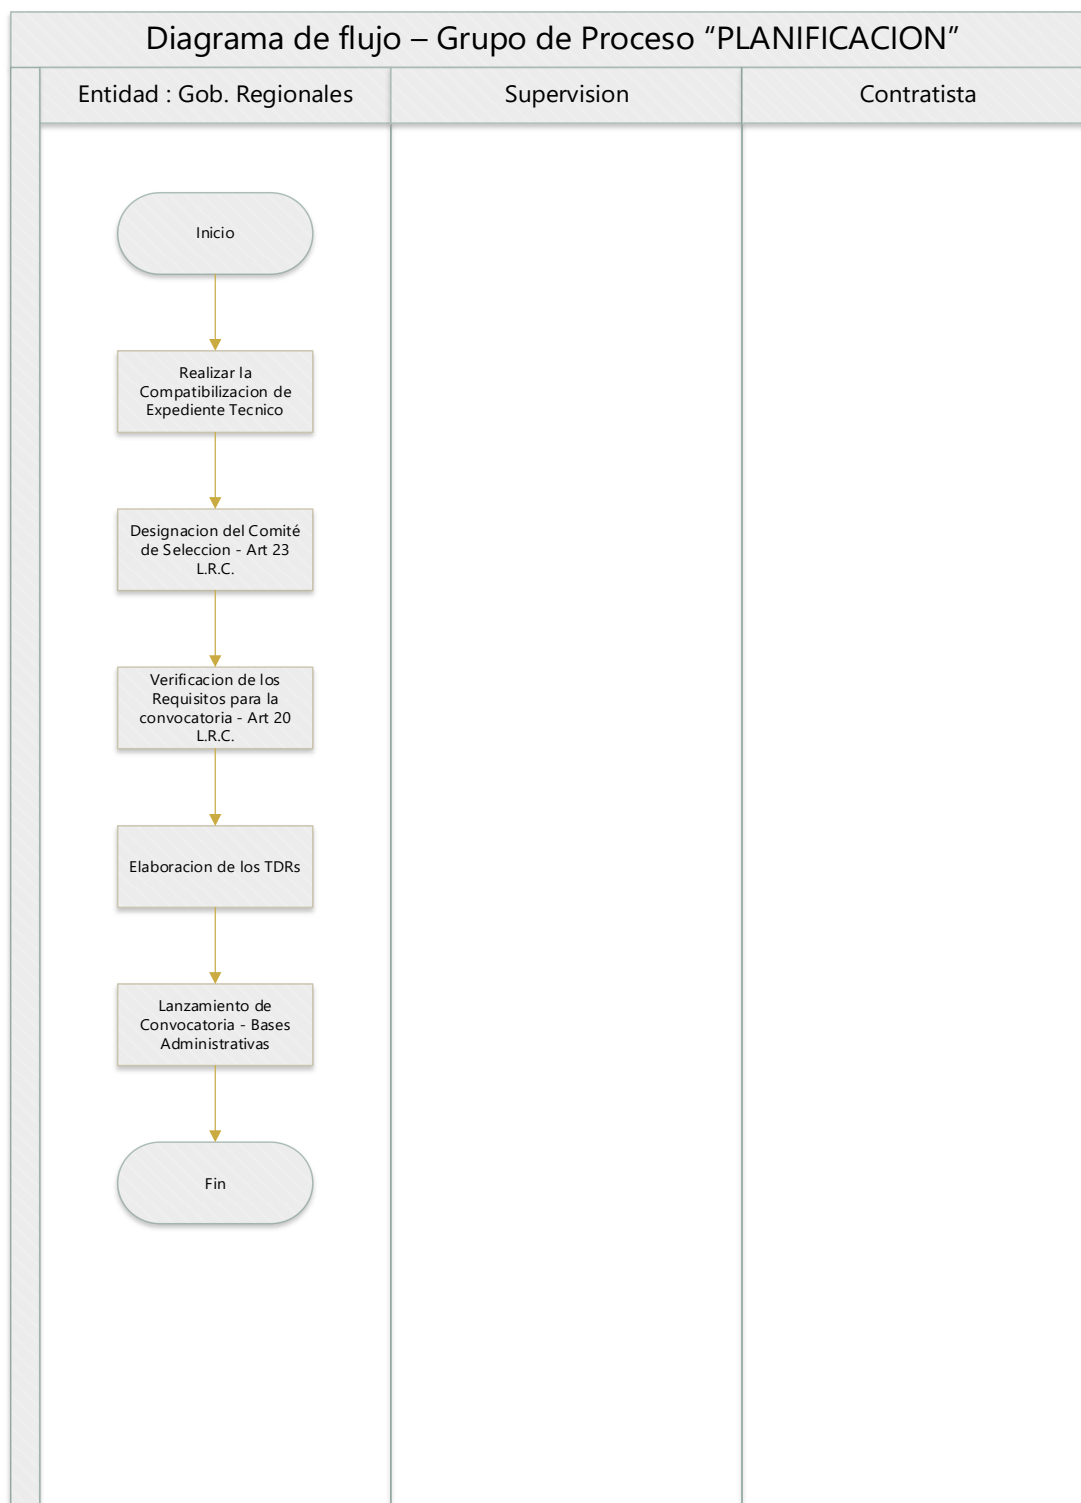 Diagrama de flujo – Grupo de Proceso “PLANIFICACION”
Entidad : Gob. Regionales
Supervision
Contratista
Inicio
Realizar la
Compatibilizacion de
Expediente Tecnico
Designacion del Comité
de Seleccion - Art 23
L.R.C.
Verificacion de los
Requisitos para la
convocatoria - Art 20
L.R.C.
Elaboracion de los TDRs
Lanzamiento de
Convocatoria - Bases
Administrativas
Fin